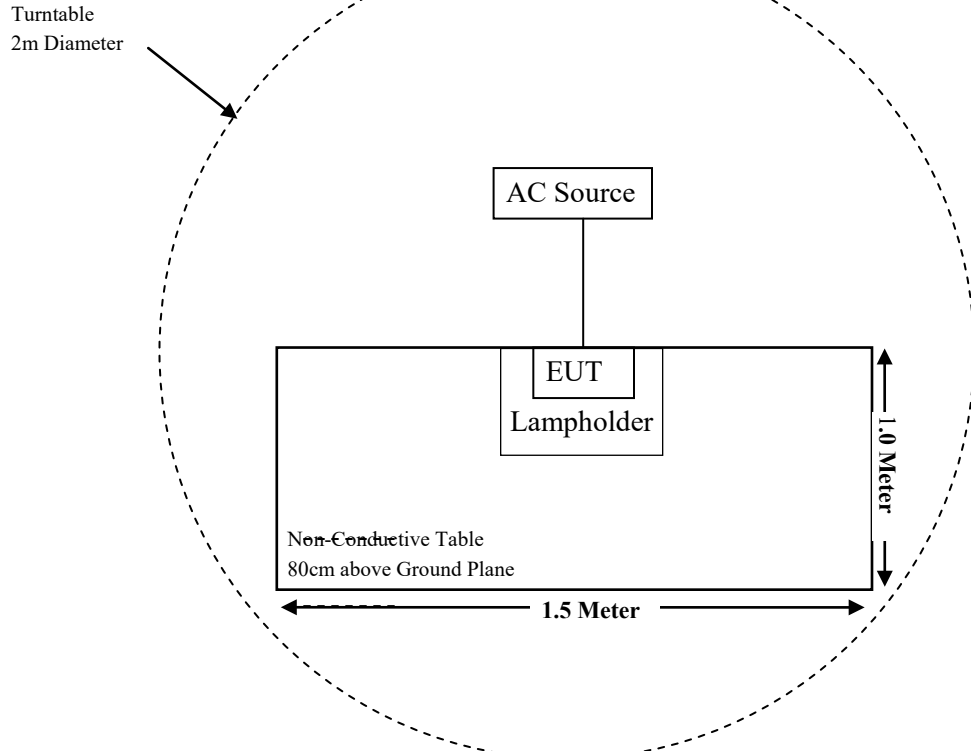 Turntable
2m Diameter
AC Source
EUT
Lampholder
1.0 Meter
Non-Conductive Table
80cm above Ground Plane
1.5 Meter